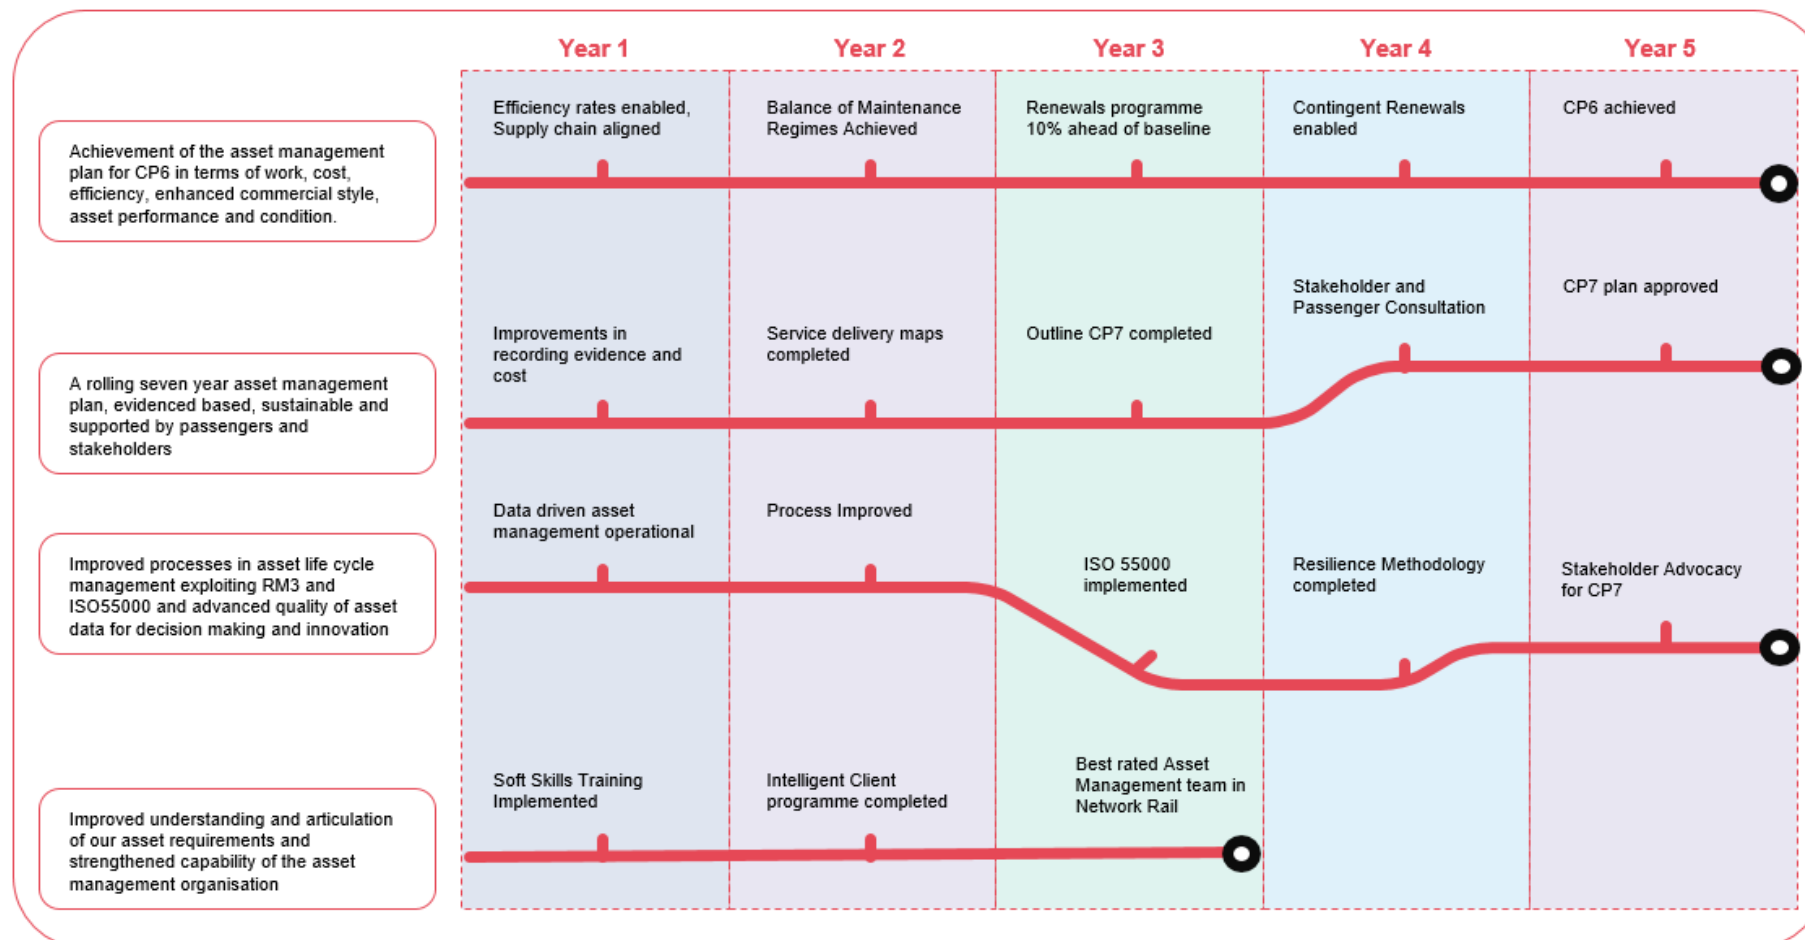 Year 1
Year 2
Year 3
Year 4
Year 5
Achievement of the asset management
plan for CP6 in terms of work, cost,
efficiency, enhanced commercial style,
asset performance and condition.
Efficiency rates enabled,
Supply chain aligned
Balance of Maintenance
Regimes Achieved
Renewals programme
10% ahead of baseline
Contingent Renewals
enabled
CP6 achieved
A rolling seven year asset management
plan, evidenced based, sustainable and
supported by passengers and
stakeholders
Improvements in
recording evidence and
cost
Service delivery maps
completed
Outline CP7 completed
Stakeholder and
Passenger Consultation
CP7 plan approved
Improved processes in asset life cycle
management exploiting RM3 and
ISO55000 and advanced quality of asset
data for decision making and innovation
Data driven asset
management operational
Process Improved
ISO 55000
implemented
Resilience Methodology
completed
Stakeholder Advocacy
for CP7
Improved understanding and articulation
of our asset requirements and
strengthened capability of the asset
management organisation
Soft Skills Training
Implemented
Intelligent Client
programme completed
Best rated Asset
Management team in
Network Rail